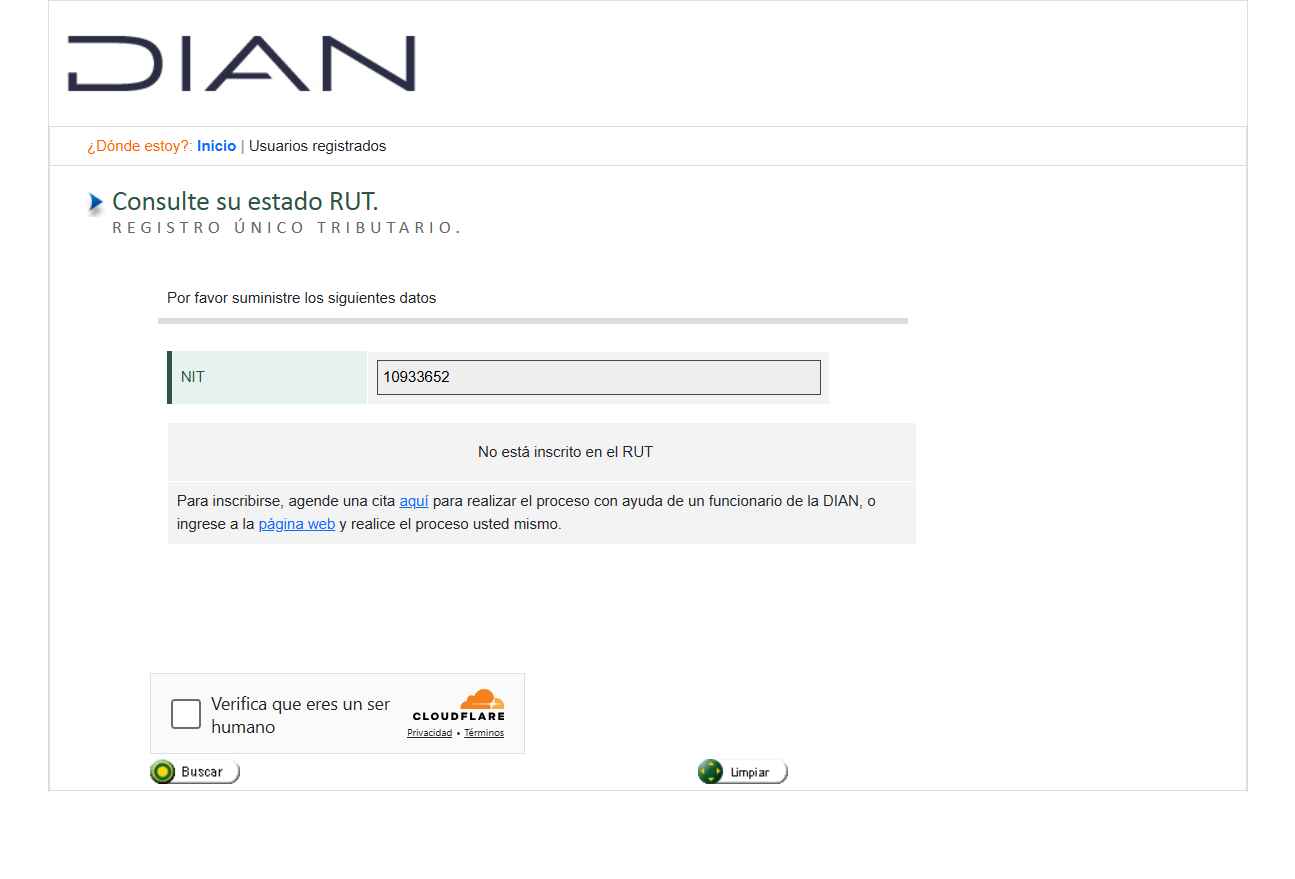 DIAN
¿Dónde estoy?: Inicio | Usuarios registrados
Consulte su estado RUT.
REGISTRO ÚNICO TRIBUTARIO.
Por favor suministre los siguientes datos
NIT 10933652
No está inscrito en el RUT
Para inscribirse, agende una cita aquí para realizar el proceso con ayuda de un funcionario de la DIAN, o
ingrese a la página web y realice el proceso usted mismo.
Verifica que eres un ser
humano
CLOUDFLARE
Privacidad • Términos
Buscar
Limpiar